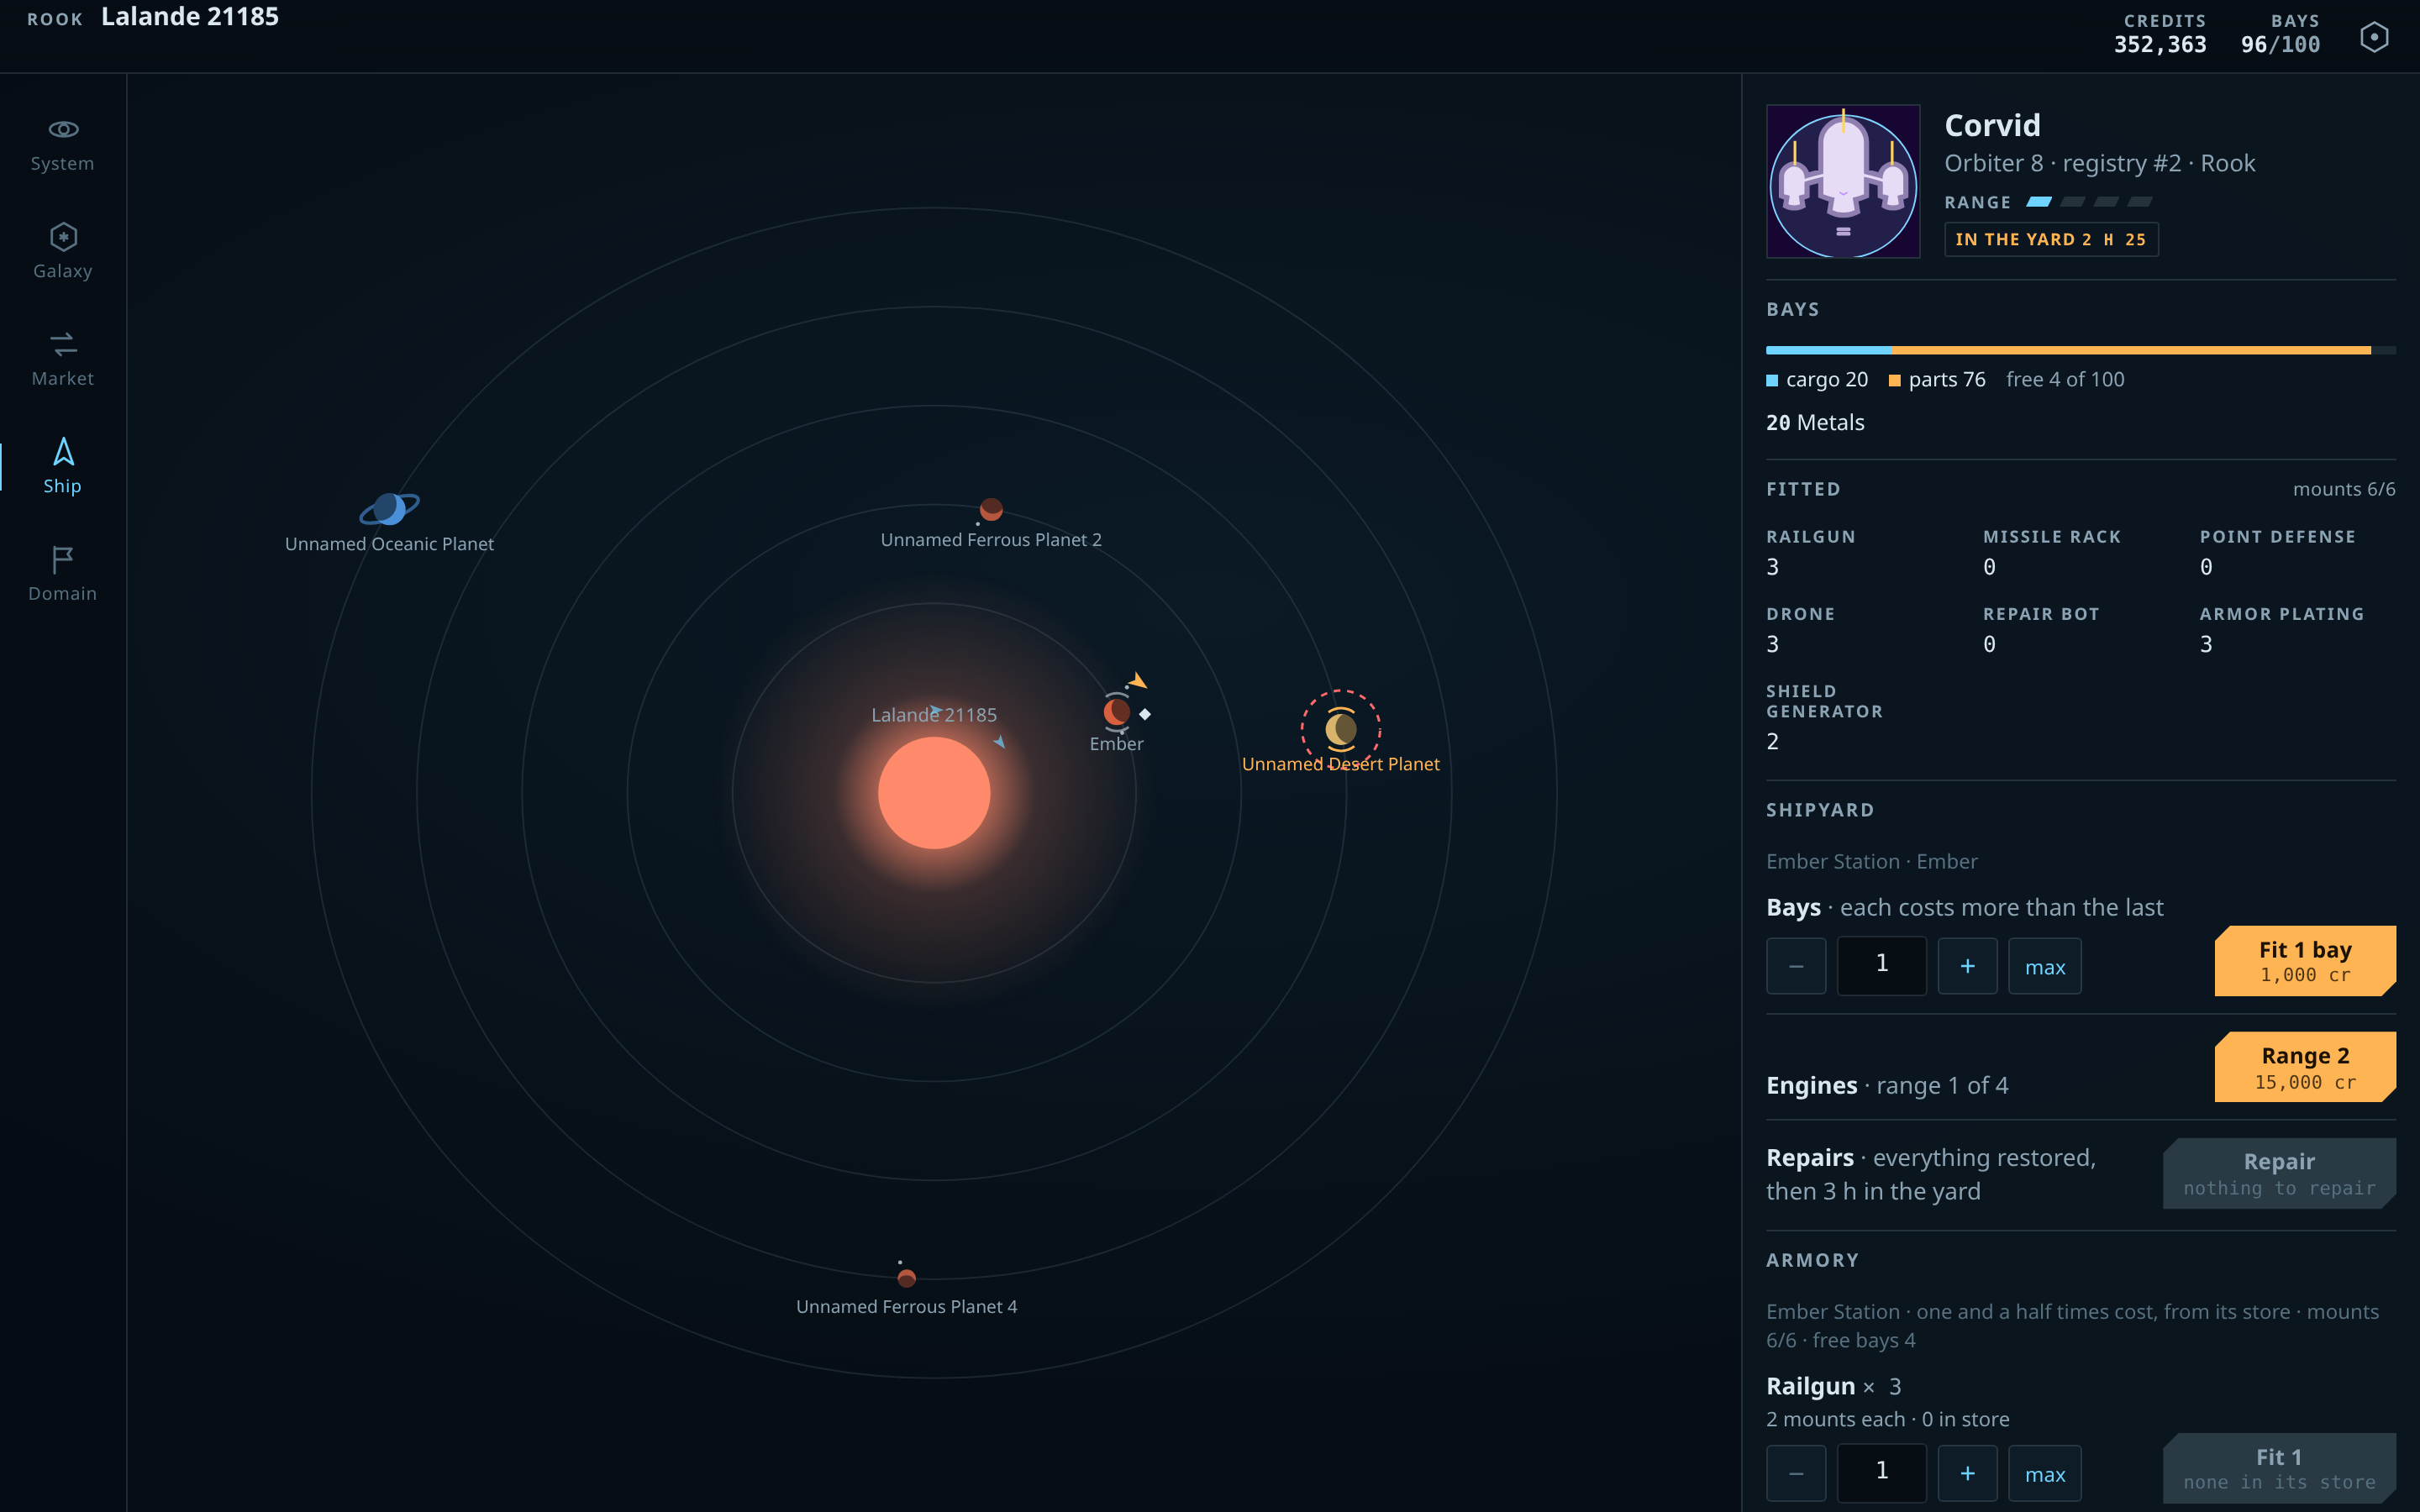 ROOK Lalande 21185
CREDITS
352,363
BAYS
96/100
System
Galaxy
Market
Ship
Domain
Unnamed Oceanic Planet
Unnamed Ferrous Planet 2
Lalande 21185
Ember
Unnamed Desert Planet
Unnamed Ferrous Planet 4
Corvid
Orbiter 8 · registry #2 · Rook
RANGE
IN THE YARD 2 H 25
BAYS
cargo 20 parts 76 free 4 of 100
20 Metals
FITTED mounts 6/6
RAILGUN MISSILE RACK POINT DEFENSE
3 0 0
DRONE REPAIR BOT ARMOR PLATING
3 0 3
SHIELD
GENERATOR
2
SHIPYARD
Ember Station · Ember
Bays · each costs more than the last
− 1 + max
Fit 1 bay
1,000 cr
Engines · range 1 of 4
Range 2
15,000 cr
Repairs · everything restored,
then 3 h in the yard
Repair
nothing to repair
ARMORY
Ember Station · one and a half times cost, from its store · mounts
6/6 · free bays 4
Railgun × 3
2 mounts each · 0 in store
− 1 + max
Fit 1
none in its store